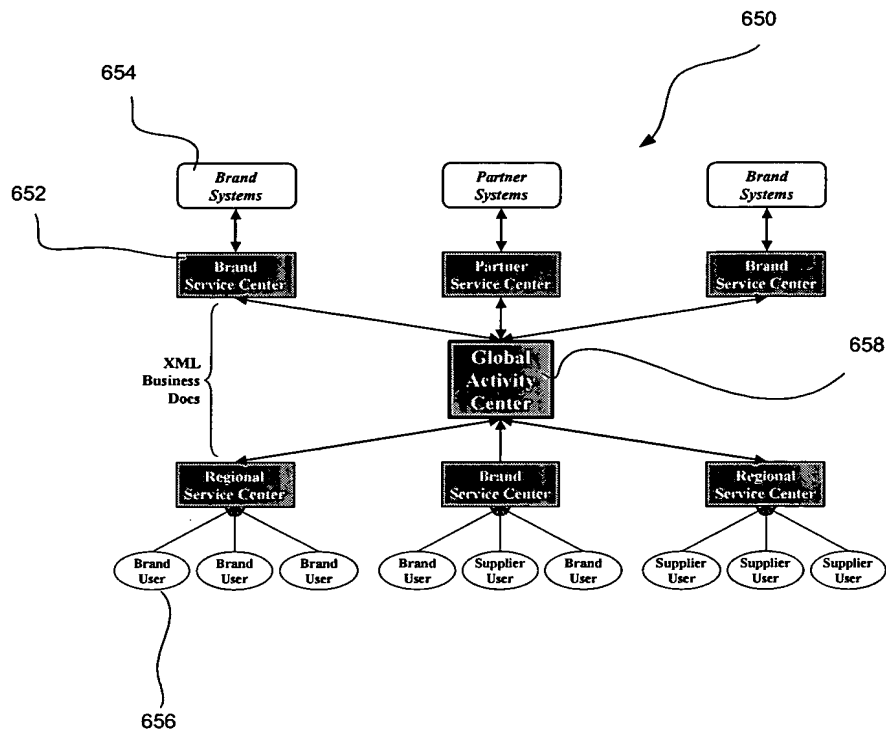 650
654
Brand
Systems
Partner
Systems
Brand
Systems
652
Brand
Service Center
Partner
Service Center
Brand
Service Center
XML
Business
Docs
Global
Activity
Center
658
Regional
Service Center
Brand
Service Center
Regional
Service Center
Brand
User
Brand
User
Brand
User
Brand
User
Supplier
User
Brand
User
Supplier
User
Supplier
User
Supplier
User
656